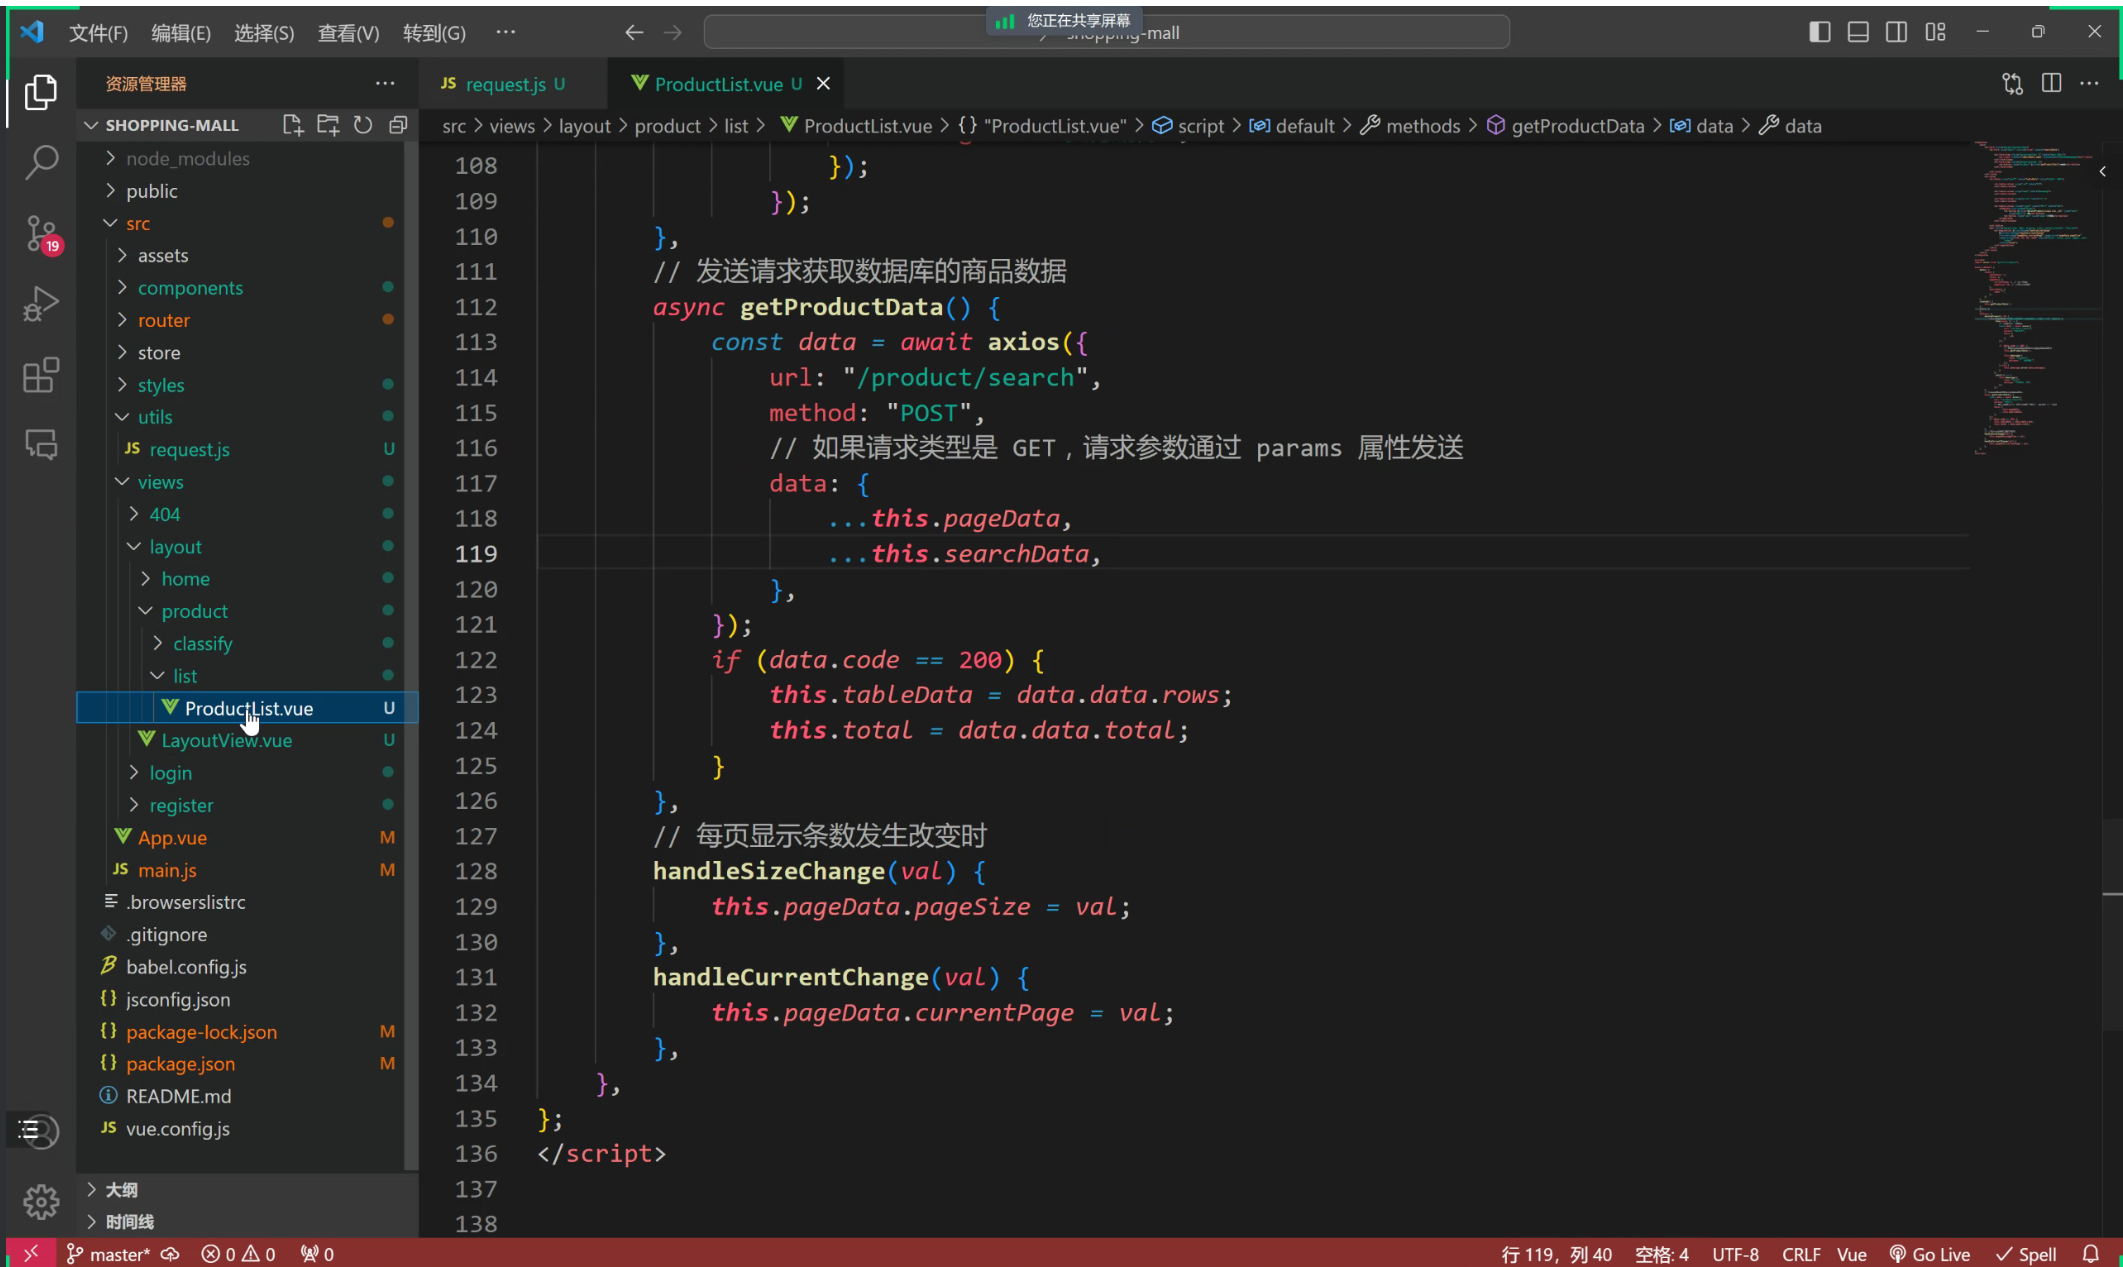 您正在共享屏幕
文件(F) 编辑(E) 选择(S) 查看(V) 转到(G) ··· shopping-mall
资源管理器 ···
JS request.js U ProductList.vue U
SHOPPING-MALL
src > views > layout > product > list > ProductList.vue > {} "ProductList.vue" > script > default > methods > getProductData > data > data
node_modules
public
src
assets
components
router
store
styles
utils
JS request.js U
views
404
layout
home
product
classify
list
ProductList.vue U
LayoutView.vue U
login
register
App.vue M
JS main.js M
.browserslistrc
.gitignore
babel.config.js
{} jsconfig.json
{} package-lock.json M
{} package.json M
README.md
JS vue.config.js
大纲
时间线
19
108 });
109 });
110 },
111 // 发送请求获取数据库的商品数据
112 async getProductData() {
113 const data = await axios({
114 url: "/product/search",
115 method: "POST",
116 // 如果请求类型是 GET，请求参数通过 params 属性发送
117 data: {
118 ...this.pageData,
119 ...this.searchData,
120 },
121 });
122 if (data.code == 200) {
123 this.tableData = data.data.rows;
124 this.total = data.data.total;
125 }
126 },
127 // 每页显示条数发生改变时
128 handleSizeChange(val) {
129 this.pageData.pageSize = val;
130 },
131 handleCurrentChange(val) {
132 this.pageData.currentPage = val;
133 },
134 },
135 };
136 </script>
137
138
master* 0 0 0 行 119，列 40 空格: 4 UTF-8 CRLF Vue Go Live Spell